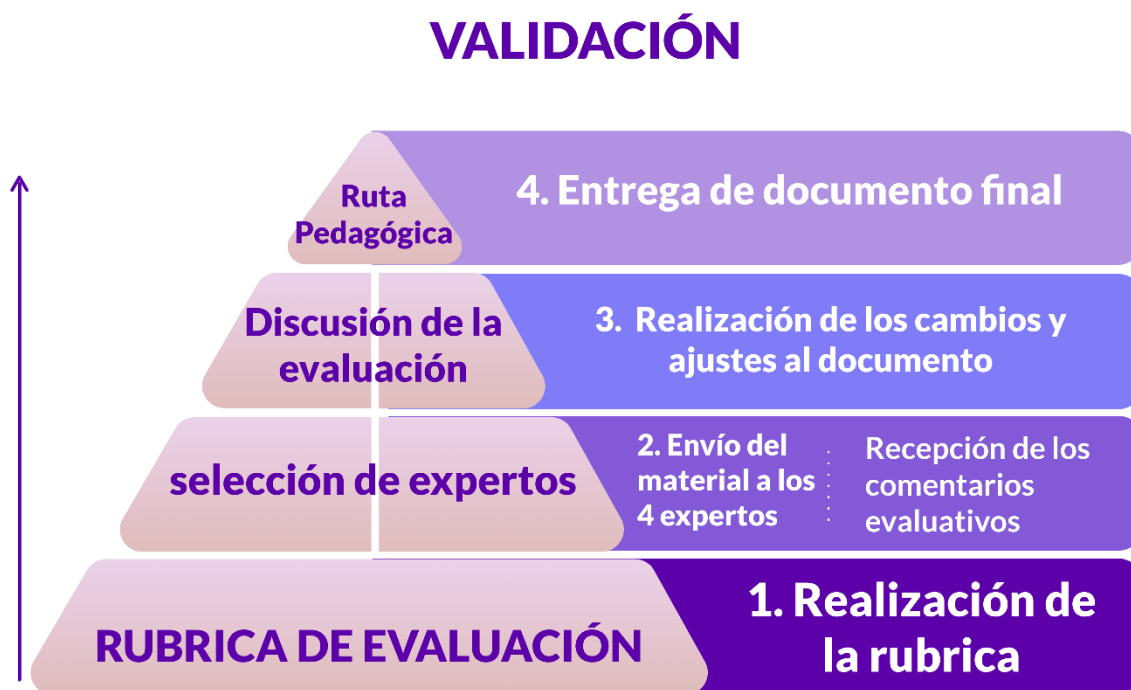 VALIDACIÓN
Ruta
Pedagógica
4. Entrega de documento final
Discusión de la
evaluación
3. Realización de los cambios y
ajustes al documento
selección de expertos
2. Envío del
material a los
4 expertos
Recepción de los
comentarios
evaluativos
RUBRICA DE EVALUACIÓN
1. Realización de
la rubrica